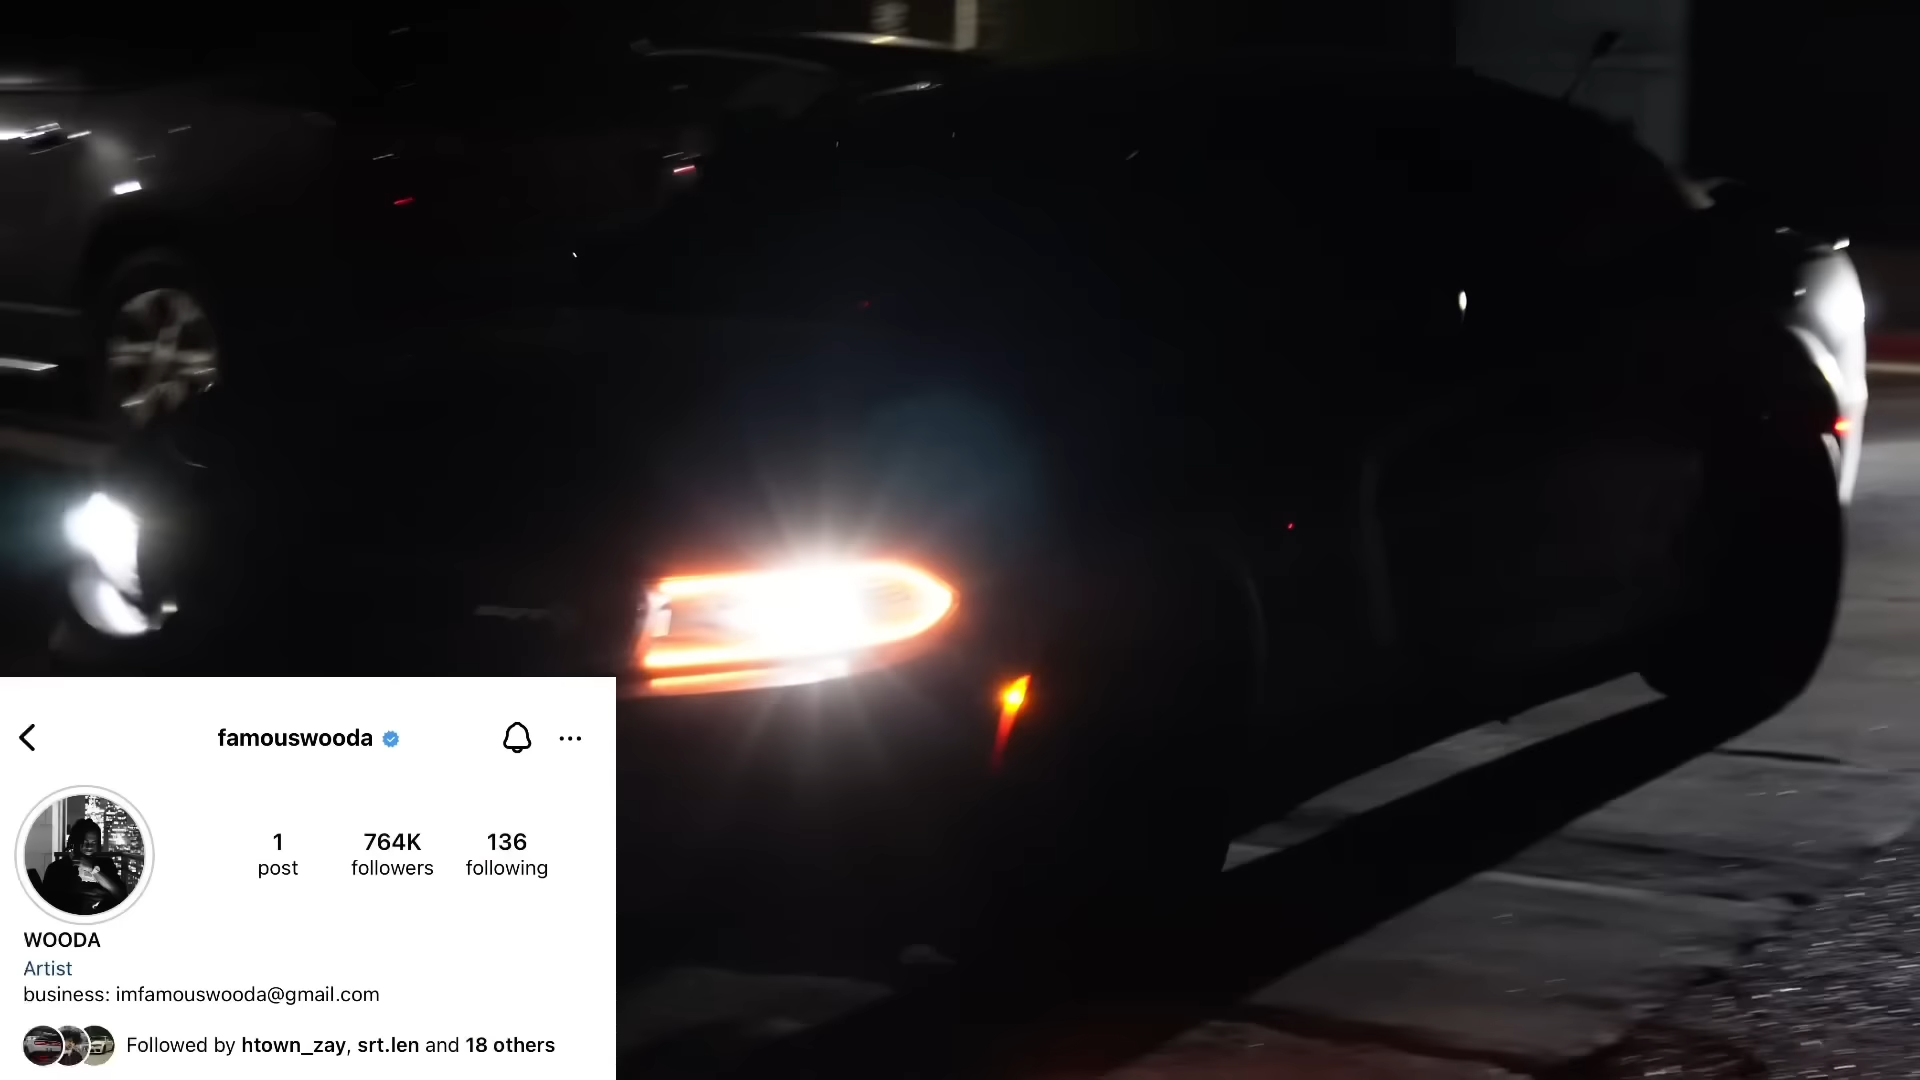 famouswooda
1 764K 136
post followers following
WOODA
Artist
business: imfamouswooda@gmail.com
Followed by htown_zay, srt.len and 18 others